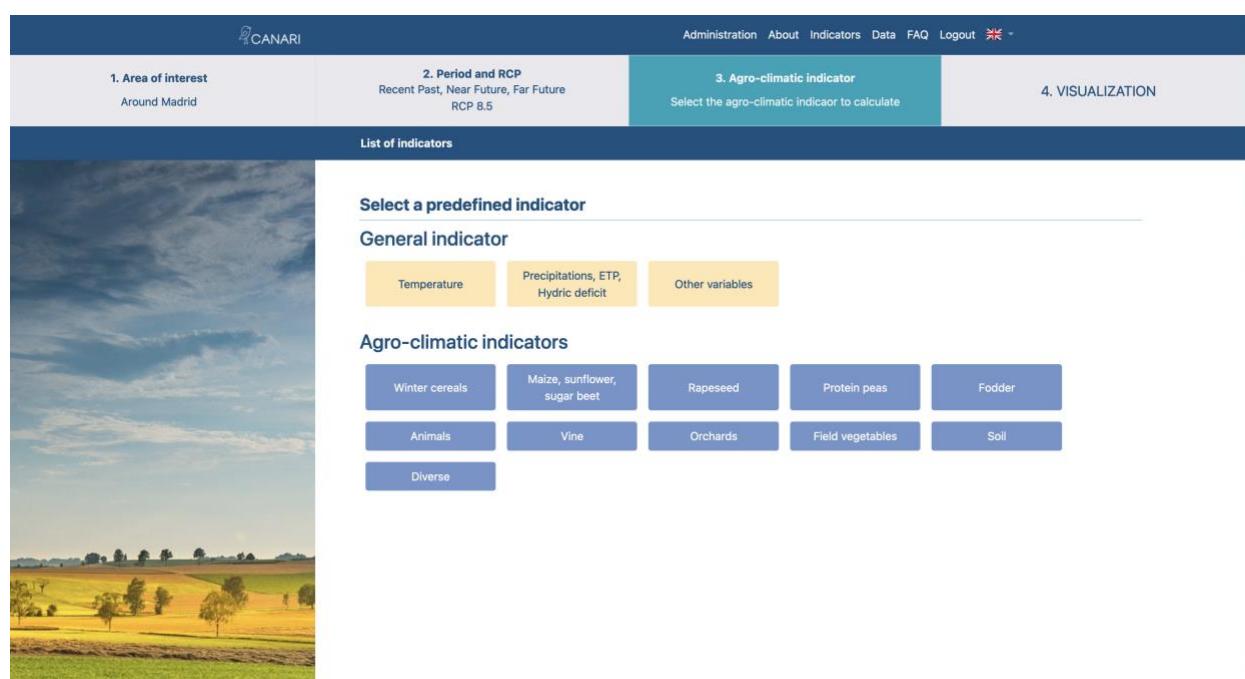 CANARI
Administration About Indicators Data FAQ Logout
1. Area of interest
Around Madrid
2. Period and RCP
Recent Past, Near Future, Far Future
RCP 8.5
3. Agro-climatic indicator
Select the agro-climatic indicaor to calculate
4. VISUALIZATION
List of indicators
Select a predefined indicator
General indicator
Temperature
Precipitations, ETP,
Hydric deficit
Other variables
Agro-climatic indicators
Winter cereals
Maize, sunflower,
sugar beet
Rapeseed
Protein peas
Fodder
Animals
Vine
Orchards
Field vegetables
Soil
Diverse